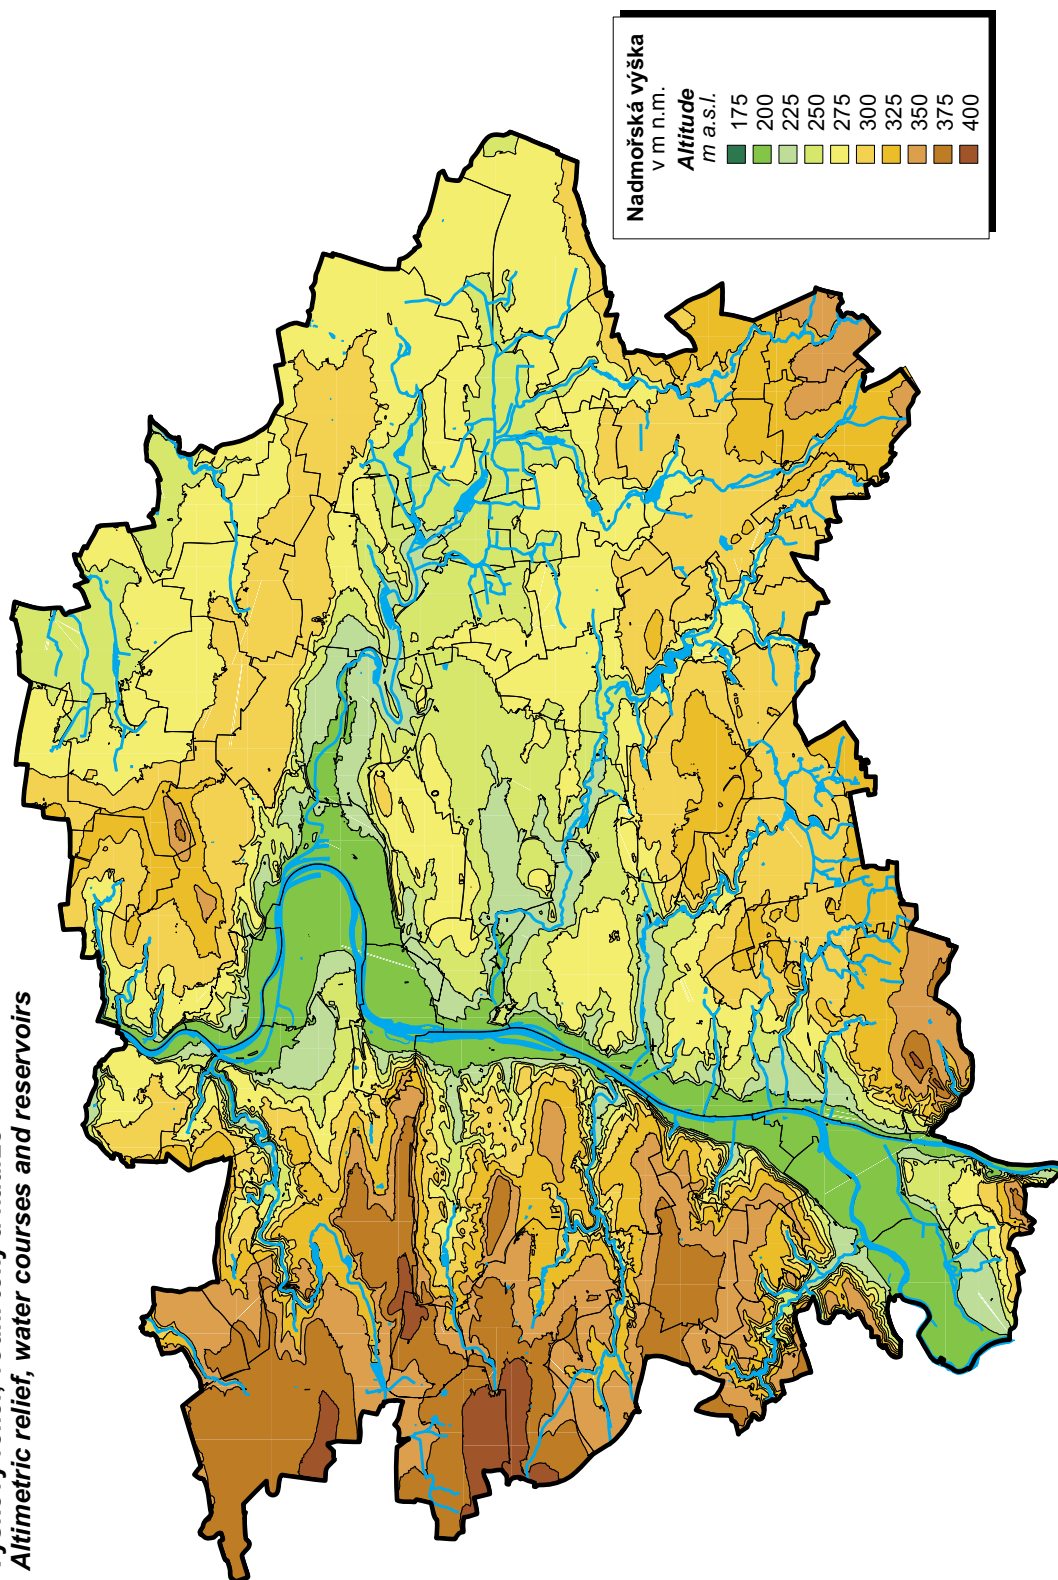 Altimetric relief, water courses and reservoirs
Nadmořská výška
v m n.m.
Altitude
m a.s.l.
175
200
225
250
275
300
325
350
375
400